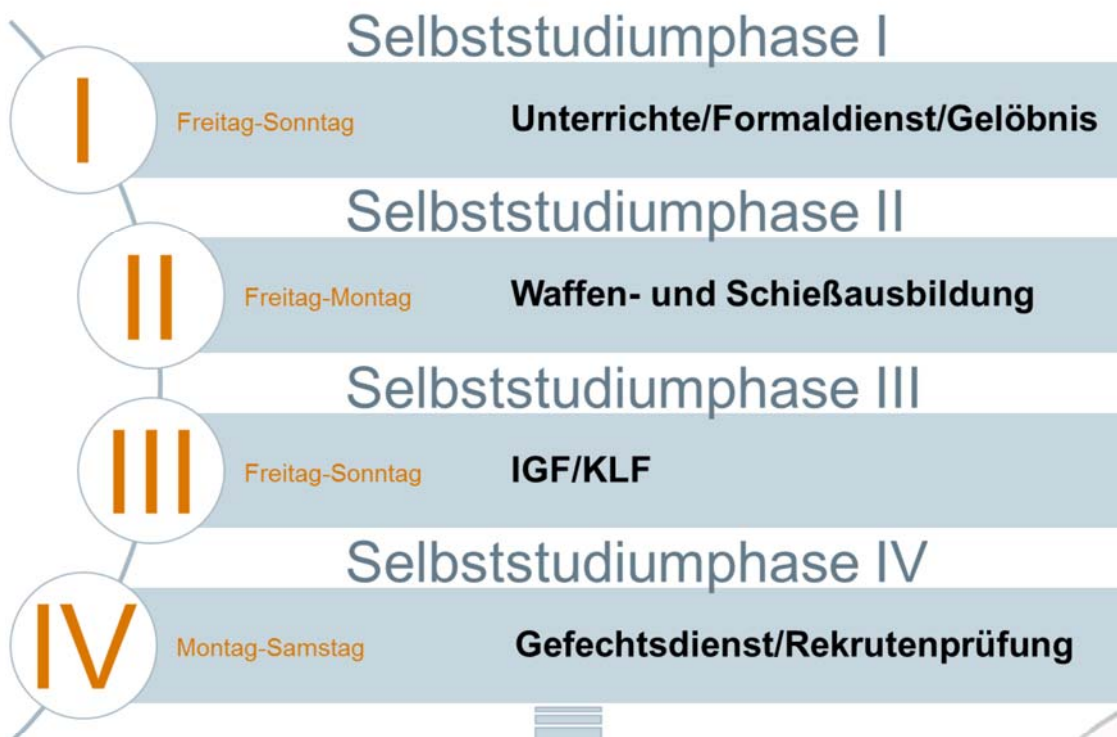 Selbststudiumphase I
I
Freitag-Sonntag
Unterrichte/Formaldienst/Gelöbnis
Selbststudiumphase II
II
Freitag-Montag
Waffen- und Schießausbildung
Selbststudiumphase III
III
Freitag-Sonntag
IGF/KLF
Selbststudiumphase IV
IV
Montag-Samstag
Gefechtsdienst/Rekrutenprüfung